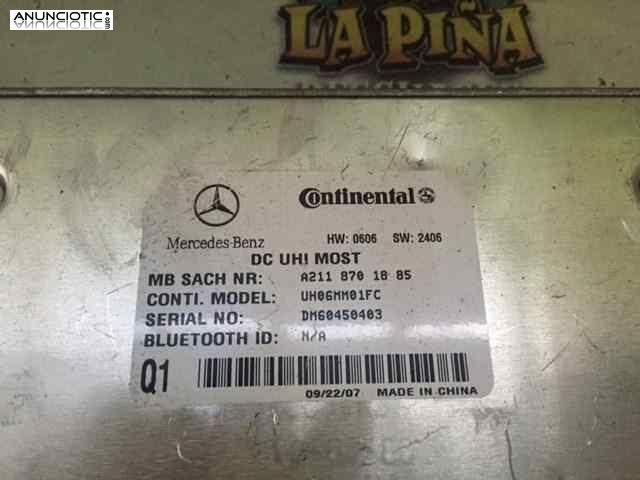 ANUNCIOTIC
LA PIÑA
Continental
Mercedes-Benz
HW: 0606 SW: 2406
DC UHI MOST
MB SACH NR: A211 870 18 85
CONTI. MODEL: UH06MM01FC
SERIAL NO: DM60450403
BLUETOOTH ID: N/A
Q1
09/22/07 MADE IN CHINA